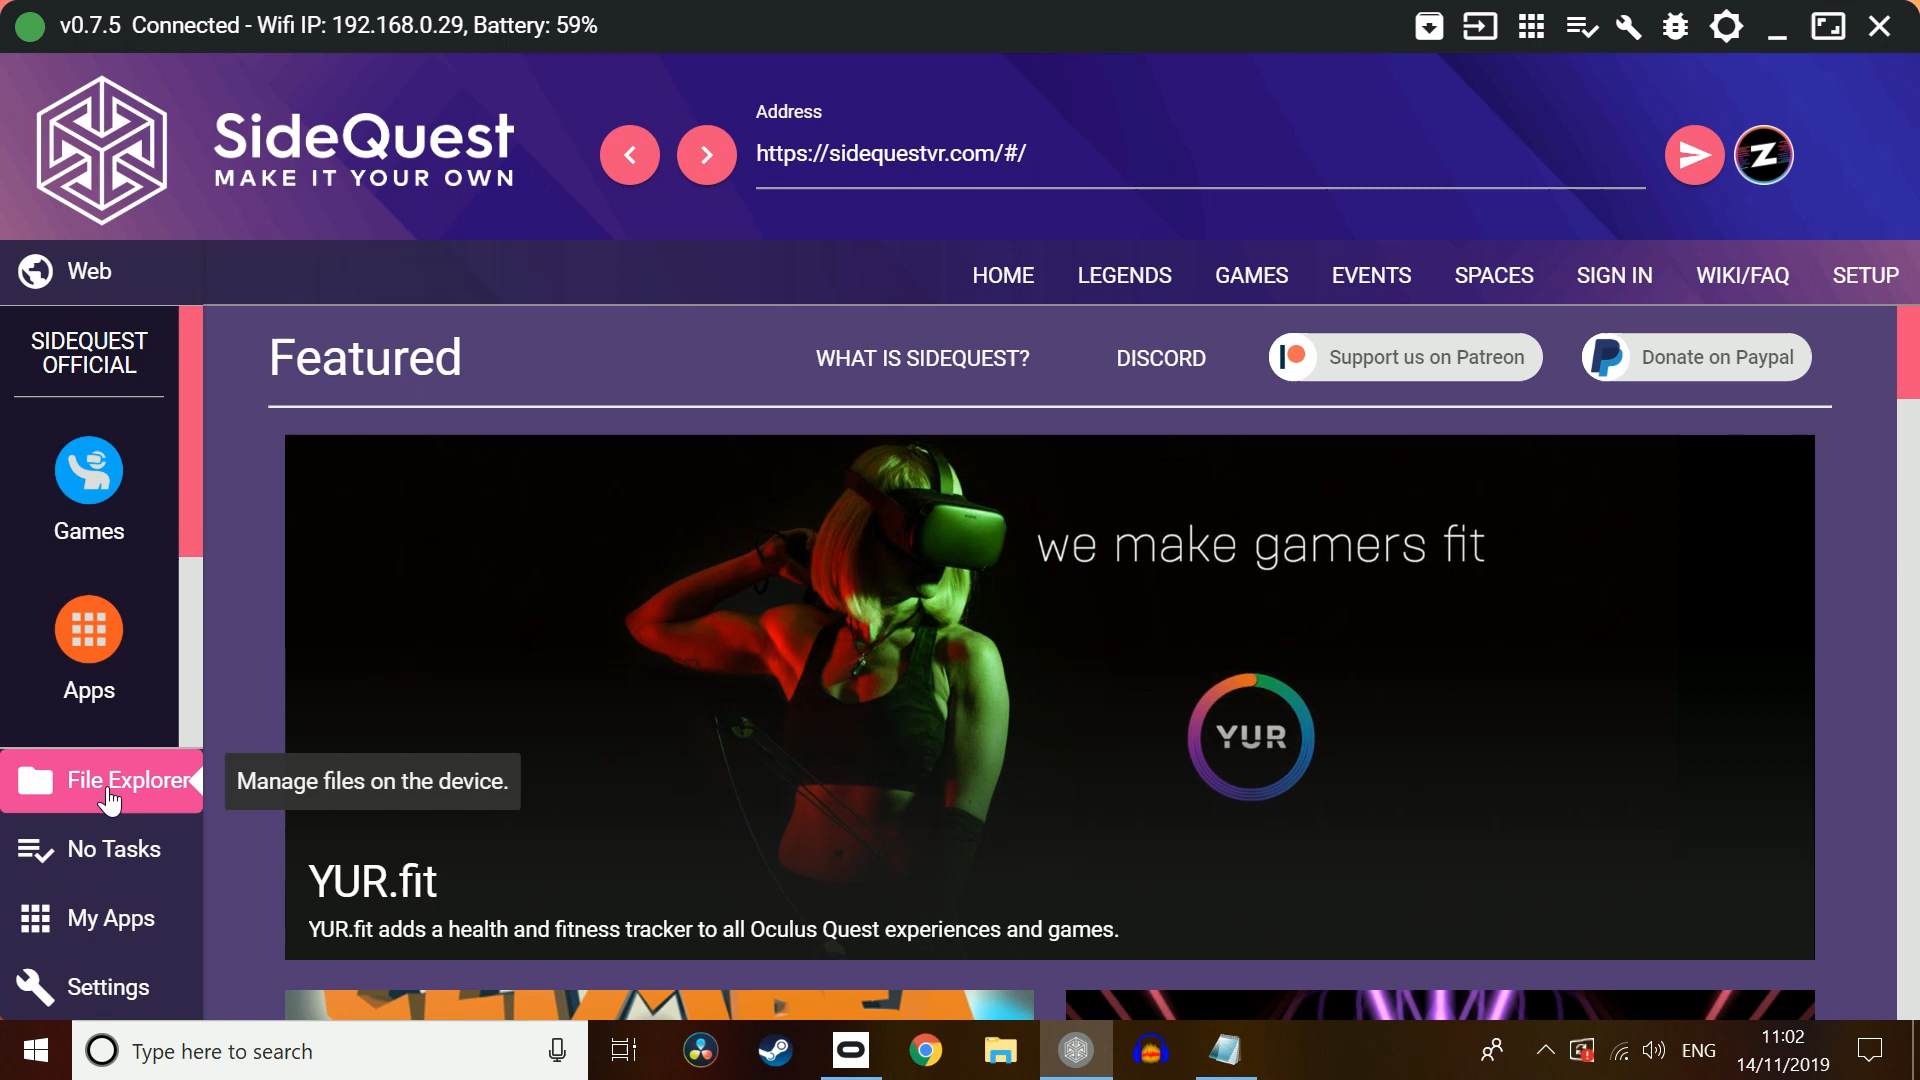 v0.7.5 Connected - Wifi IP: 192.168.0.29, Battery: 59%
SideQuest
MAKE IT YOUR OWN
Address
https://sidequestvr.com/#/
Z
Web
HOME LEGENDS GAMES EVENTS SPACES SIGN IN WIKI/FAQ SETUP
SIDEQUEST
OFFICIAL
Featured
WHAT IS SIDEQUEST? DISCORD Support us on Patreon Donate on Paypal
Games
we make gamers fit
Apps
YUR
File Explorer
Manage files on the device.
No Tasks
YUR.fit
My Apps
YUR.fit adds a health and fitness tracker to all Oculus Quest experiences and games.
Settings
Type here to search
ENG
11:02
14/11/2019